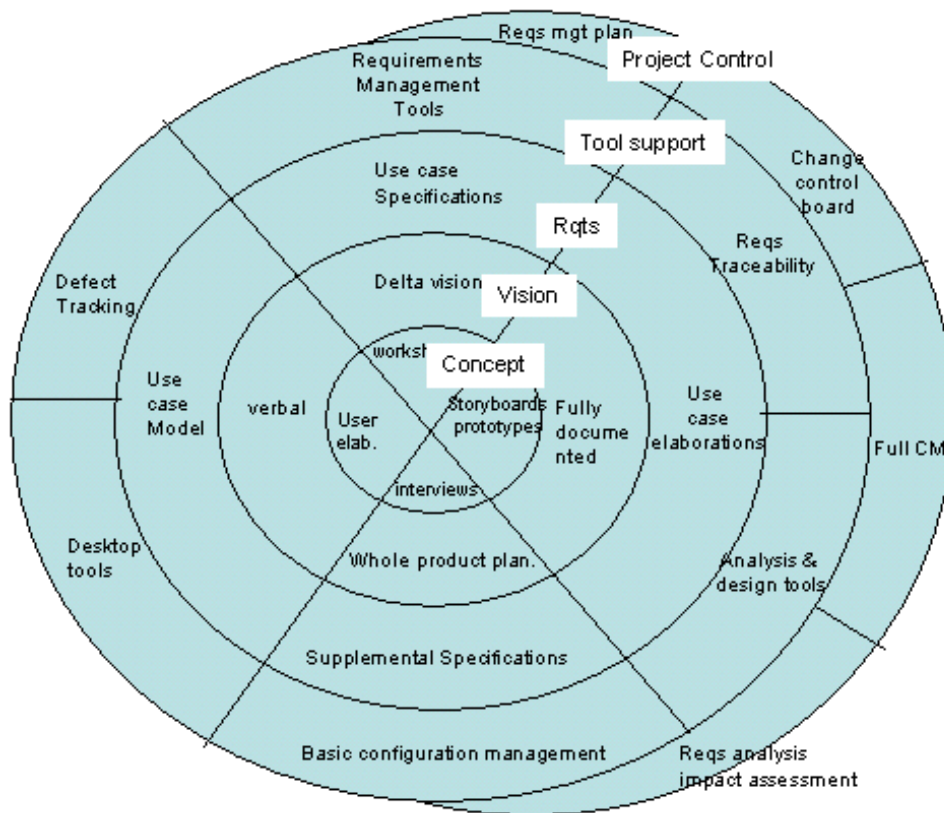 Reqs mgt plan
Project Control
Requirements
Management
Tools
Tool support
Change
control
board
Use case
Specifications
Rqts
Reqs
Traceability
Defect
Tracking
Delta vision
Vision
worksh
Concept
Use
case
Model
verbal
User
elab.
Storyboards
prototypes
Fully
docume
nted
Use
case
elaborations
Full CM
interviews
Desktop
tools
Whole product plan.
Analysis &
design tools
Supplemental Specifications
Basic configuration management
Reqs analysis
impact assessment